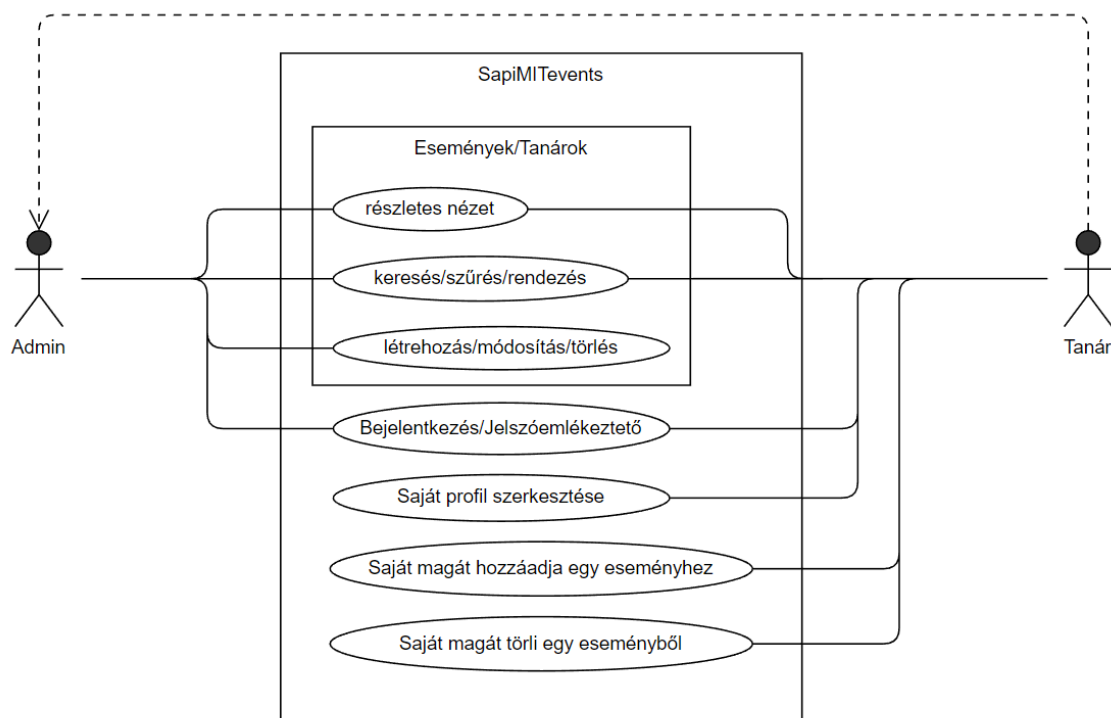 SapiMITevents
Események/Tanárok
részletes nézet
keresés/szűrés/rendezés
létrehozás/módosítás/törlés
Admin
Tanár
Bejelentkezés/Jelszóemlékeztető
Saját profil szerkesztése
Saját magát hozzáadja egy eseményhez
Saját magát törli egy eseményből